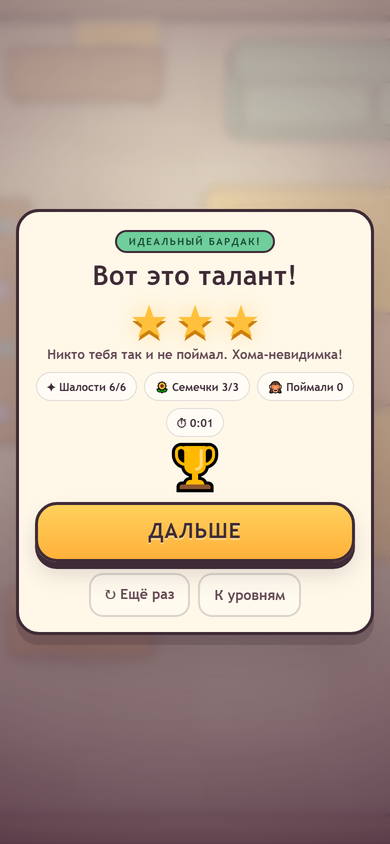 ИДЕАЛЬНЫЙ БАРДАК!
Вот это талант!
Никто тебя так и не поймал. Хома-невидимка!
✦ Шалости 6/6 🌻 Семечки 3/3 🙈 Поймали 0
⏱ 0:01
ДАЛЬШЕ
↻ Ещё раз К уровням